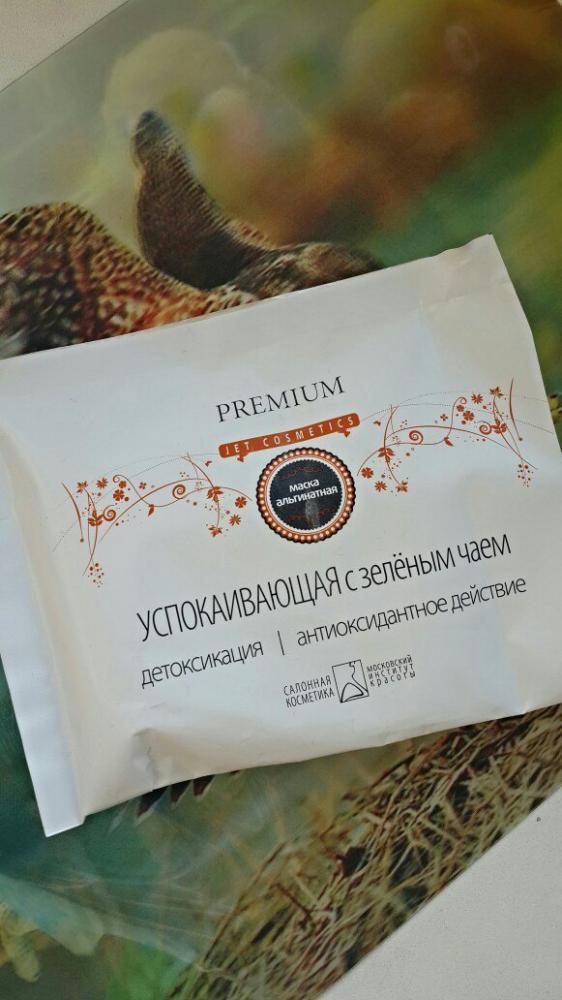 PREMIUM
JET COSMETICS
маска
альгинатная
УСПОКАИВАЮЩАЯ с зелёным чаем
детоксикация | антиоксидантное действие
САЛОННАЯ
КОСМЕТИКА
МОСКОВСКИЙ
ИНСТИТУТ
КРАСОТЫ